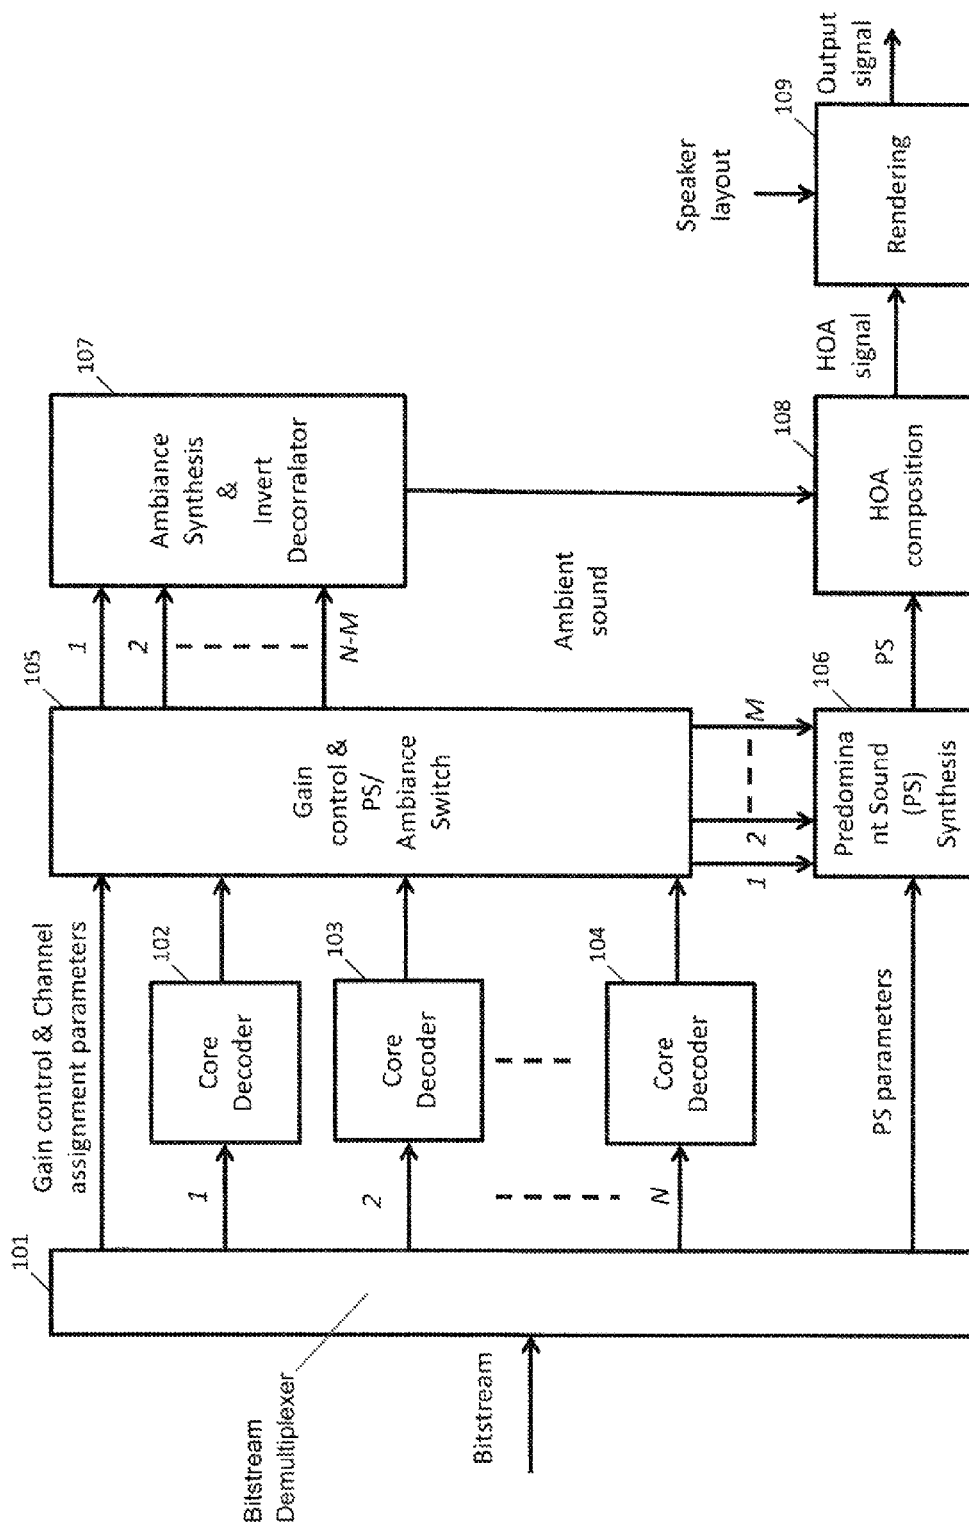 Bitstream
Bitstream
Demultiplexer
101
Gain control & Channel
assignment parameters
1
2
N
PS parameters
102
Core
Decoder
103
Core
Decoder
104
Core
Decoder
105
Gain
control &
PS/
Ambiance
Switch
1
2
N-M
1
2
M
106
Predomina
nt Sound
(PS)
Synthesis
107
Ambiance
Synthesis
&
Invert
Decorralator
Ambient
sound
PS
108
HOA
composition
HOA
signal
Speaker
layout
109
Rendering
Output
signal